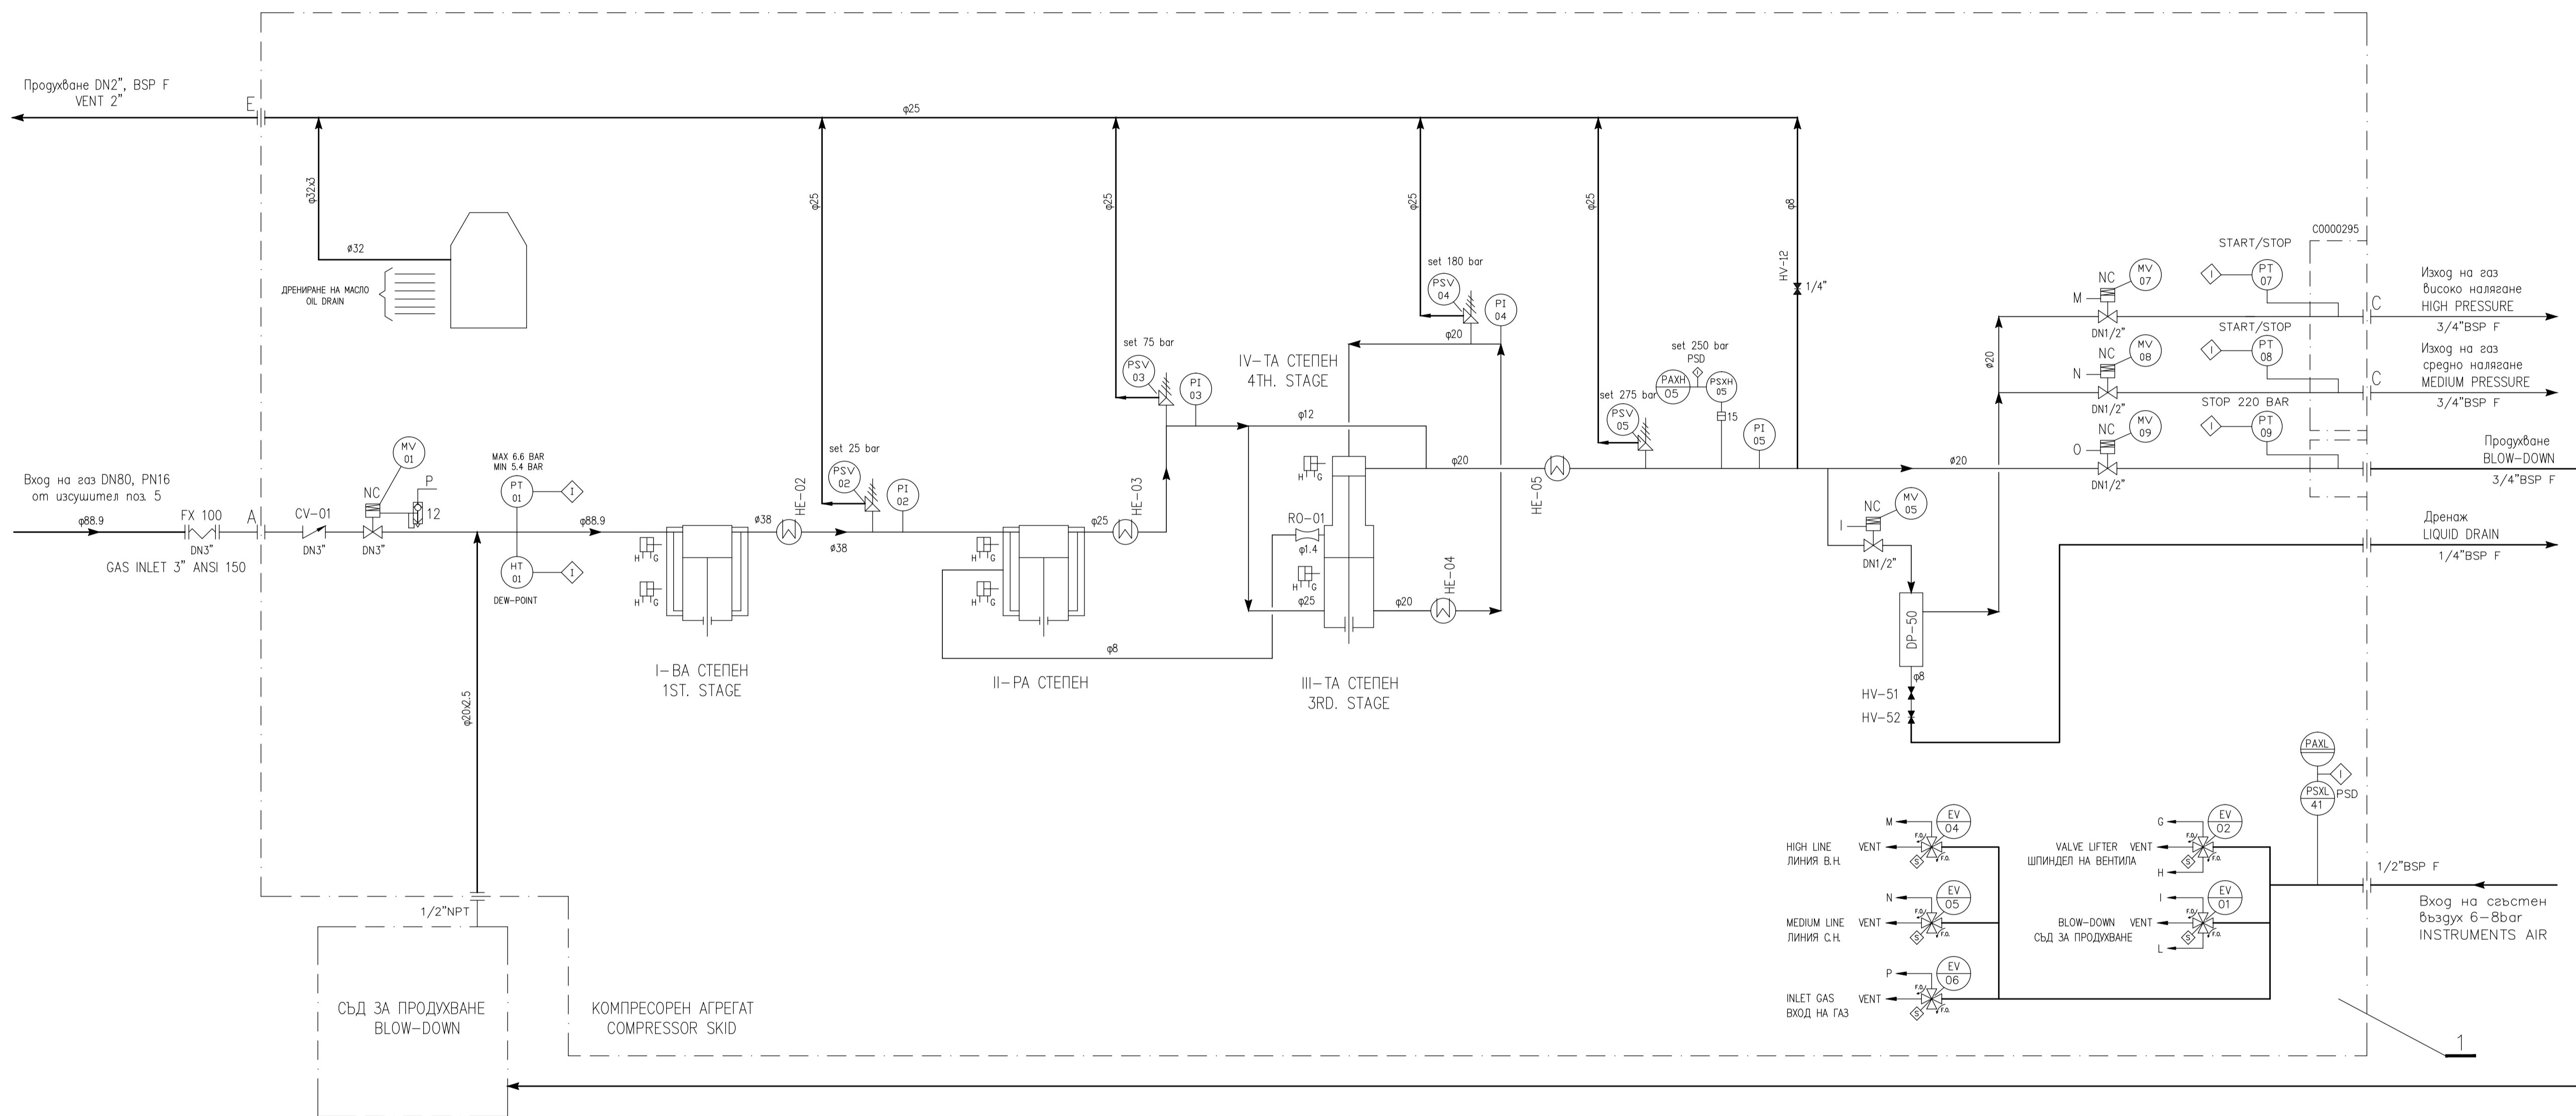 Продухване DN2", BSP F
VENT 2"
E
φ25
φ32x3
ø32
ДРЕНИРАНЕ НА МАСЛО
OIL DRAIN
φ25
φ25
φ25
φ25
φ8
HV-12
1/4"
set 25 bar
PSV
02
PI
02
set 75 bar
PSV
03
PI
03
set 180 bar
PSV
04
PI
04
φ20
IV-ТА СТЕПЕН
4TH. STAGE
φ12
φ20
set 275 bar
PSV
05
set 250 bar
PSD
PAXH
05
I
PSXH
05
15
PI
05
HE-05
Вход на газ DN80, PN16
от изсушител поз. 5
φ88.9
FX 100
DN3"
GAS INLET 3" ANSI 150
A
CV-01
DN3"
NC
MV
01
DN3"
P
12
MAX 6.6 BAR
MIN 5.4 BAR
PT
01
I
HT
01
I
DEW-POINT
φ88.9
φ20x2.5
H G
H G
I-ВА СТЕПЕН
1ST. STAGE
ø38
HE-02
ø38
H G
H G
II-РА СТЕПЕН
φ25
HE-03
φ8
H G
RO-01
φ1.4
H G
φ25
III-ТА СТЕПЕН
3RD. STAGE
φ20
HE-04
ø20
ø20
NC
MV
05
I
DN1/2"
DP-50
φ8
HV-51
HV-52
C0000295
START/STOP
NC
MV
07
M
DN1/2"
I
PT
07
C
Изход на газ
високо налягане
HIGH PRESSURE
3/4"BSP F
START/STOP
NC
MV
08
N
DN1/2"
I
PT
08
C
Изход на газ
средно налягане
MEDIUM PRESSURE
3/4"BSP F
STOP 220 BAR
NC
MV
09
O
DN1/2"
I
PT
09
Продухване
BLOW-DOWN
3/4"BSP F
Дренаж
LIQUID DRAIN
1/4"BSP F
PAXL
I
PSXL
41
PSD
1/2"BSP F
Вход на сгъстен
въздух 6-8bar
INSTRUMENTS AIR
M
EV
04
HIGH LINE VENT
ЛИНИЯ В.Н.
F.O.
S
F.O.
N
EV
05
MEDIUM LINE VENT
ЛИНИЯ С.Н.
F.O.
S
F.O.
P
EV
06
INLET GAS VENT
ВХОД НА ГАЗ
F.O.
S
F.O.
G
EV
02
VALVE LIFTER VENT
ШПИНДЕЛ НА ВЕНТИЛА
F.O.
S
F.O.
H
I
EV
01
BLOW-DOWN VENT
СЪД ЗА ПРОДУХВАНЕ
F.O.
S
F.O.
L
1/2"NPT
СЪД ЗА ПРОДУХВАНЕ
BLOW-DOWN
КОМПРЕСОРЕН АГРЕГАТ
COMPRESSOR SKID
1